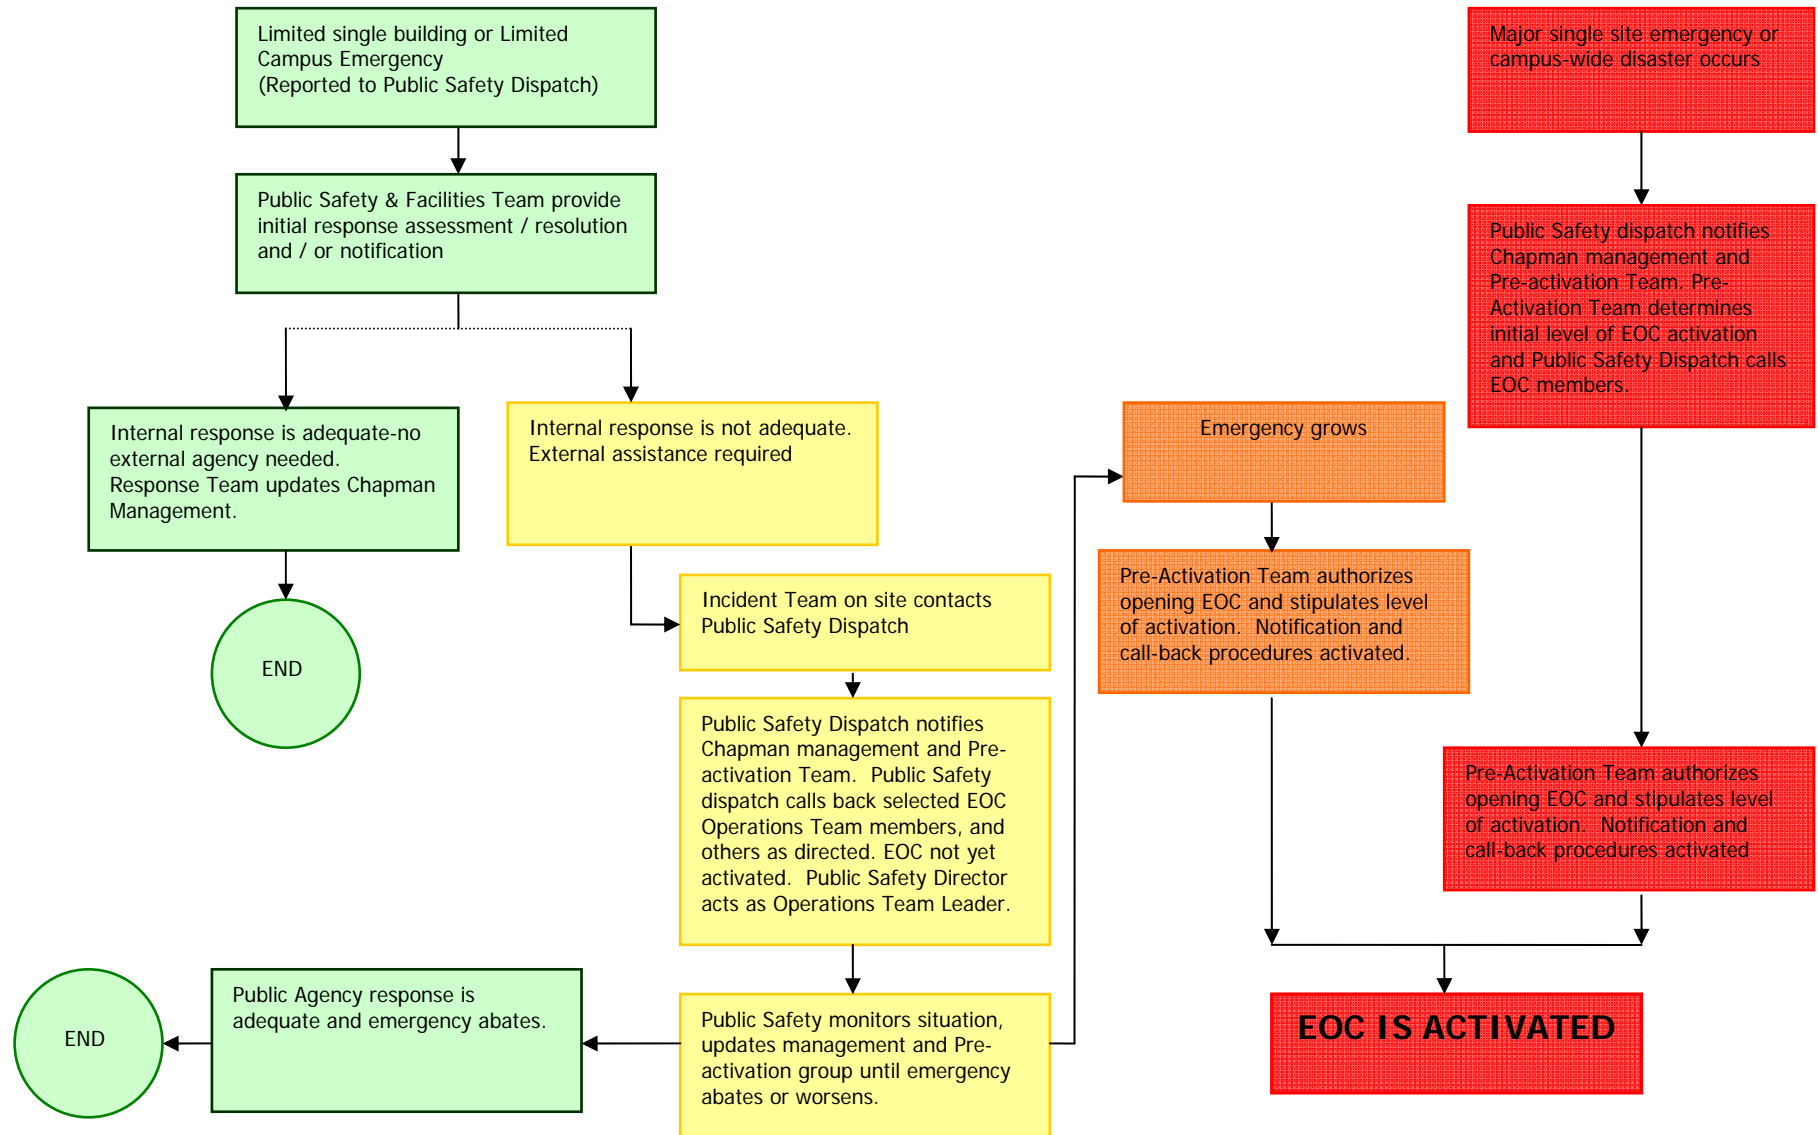 Limited single building or Limited
Campus Emergency
(Reported to Public Safety Dispatch)
Public Safety & Facilities Team provide
initial response assessment / resolution
and / or notification
Internal response is adequate-no
external agency needed.
Response Team updates Chapman
Management.
END
Internal response is not adequate.
External assistance required
Incident Team on site contacts
Public Safety Dispatch
Public Safety Dispatch notifies
Chapman management and Pre-
activation Team.  Public Safety
dispatch calls back selected EOC
Operations Team members, and
others as directed. EOC not yet
activated.  Public Safety Director
acts as Operations Team Leader.
Public Safety monitors situation,
updates management and Pre-
activation group until emergency
abates or worsens.
Public Agency response is
adequate and emergency abates.
END
Emergency grows
Pre-Activation Team authorizes
opening EOC and stipulates level
of activation.  Notification and
call-back procedures activated.
Major single site emergency or
campus-wide disaster occurs
Public Safety dispatch notifies
Chapman management and
Pre-activation Team. Pre-
Activation Team determines
initial level of EOC activation
and Public Safety Dispatch calls
EOC members.
Pre-Activation Team authorizes
opening EOC and stipulates level
of activation.  Notification and
call-back procedures activated
EOC IS ACTIVATED